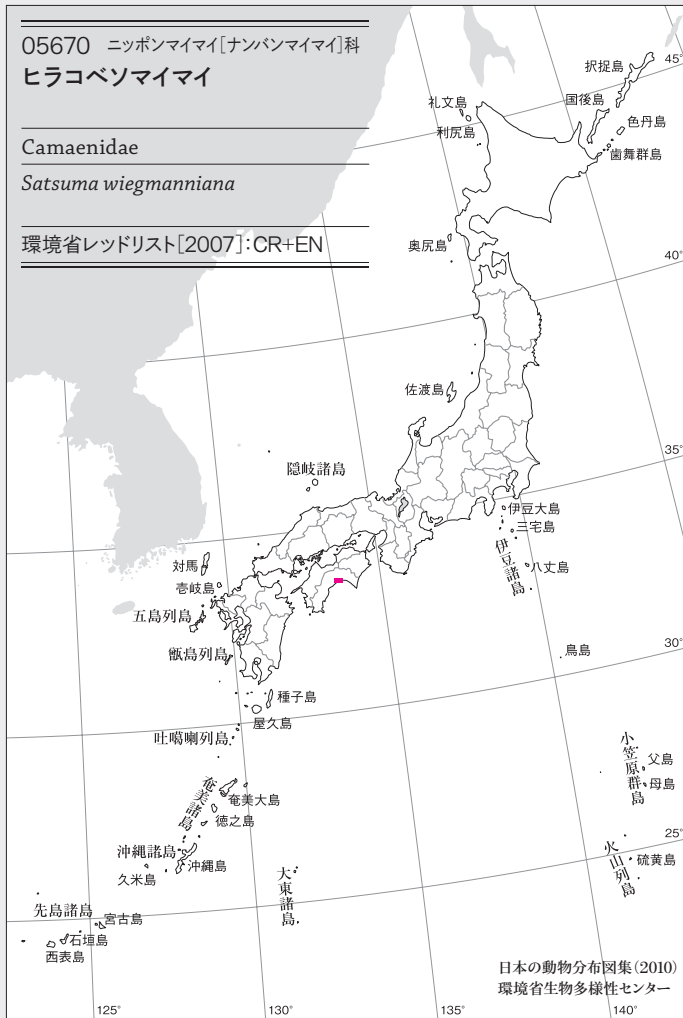 05670 ニッポンマイマイ[ナンバンマイマイ]科
ヒラコベソマイマイ
Camaenidae
Satsuma wiegmanniana
環境省レッドリスト[2007]:CR+EN
択捉島
45°
礼文島
国後島
色丹島
利尻島
歯舞群島
奥尻島
40°
佐渡島
35°
隠岐諸島
伊豆大島
三宅島
伊豆諸島
八丈島
対馬
壱岐島
五島列島
甑島列島
鳥島
30°
種子島
屋久島
吐噶喇列島
小笠原群島
父島
母島
奄美諸島
奄美大島
徳之島
25°
沖縄諸島
沖縄島
久米島
火山列島
硫黄島
大東諸島
先島諸島
宮古島
石垣島
西表島
日本の動物分布図集(2010)
環境省生物多様性センター
125°
130°
135°
140°